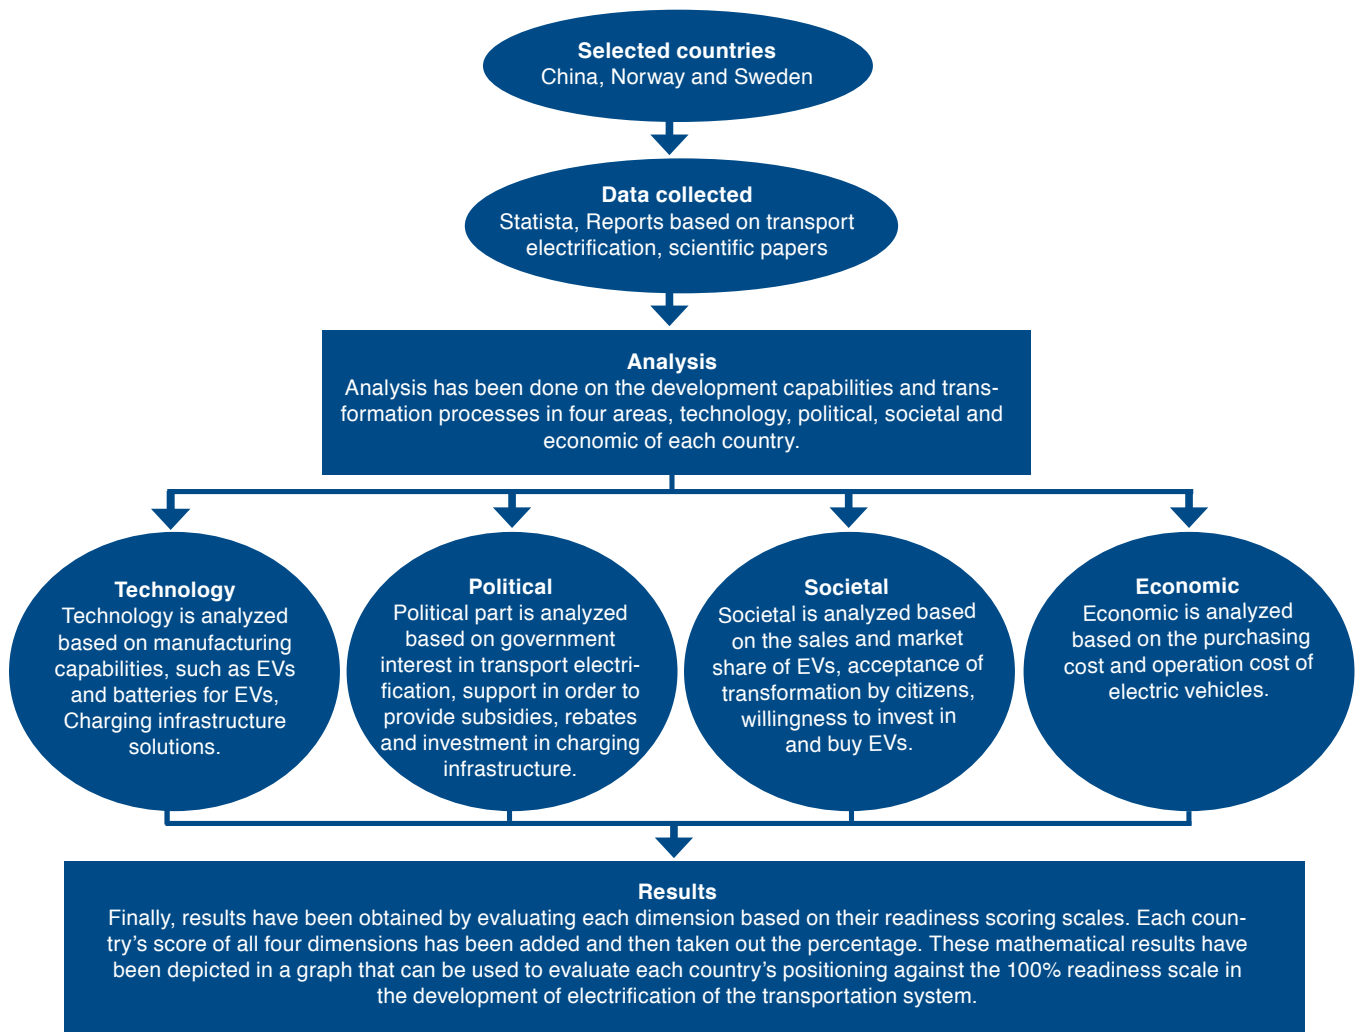 Selected countries
China, Norway and Sweden
Data collected
Statista, Reports based on transport
electrification, scientific papers
Analysis
Analysis has been done on the development capabilities and trans-
formation processes in four areas, technology, political, societal and
economic of each country.
Technology
Technology is analyzed
based on manufacturing
capabilities, such as EVs
and batteries for EVs,
Charging infrastructure
solutions.
Political
Political part is analyzed
based on government
interest in transport electri-
fication, support in order to
provide subsidies, rebates
and investment in charging
infrastructure.
Societal
Societal is analyzed based
on the sales and market
share of EVs, acceptance of
transformation by citizens,
willingness to invest in
and buy EVs.
Economic
Economic is analyzed
based on the purchasing
cost and operation cost of
electric vehicles.
Results
Finally, results have been obtained by evaluating each dimension based on their readiness scoring scales. Each coun-
try's score of all four dimensions has been added and then taken out the percentage. These mathematical results have
been depicted in a graph that can be used to evaluate each country's positioning against the 100% readiness scale in
the development of electrification of the transportation system.